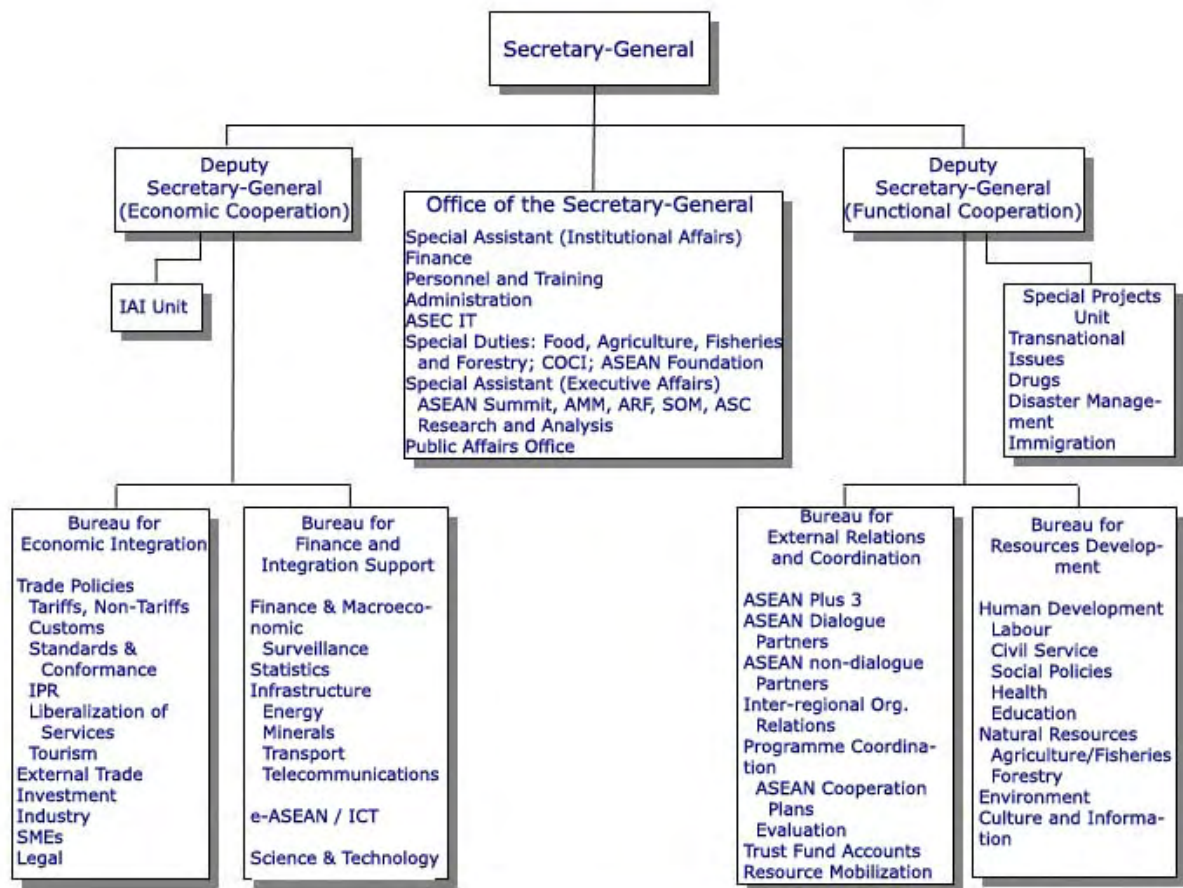 Secretary-General
Deputy
Secretary-General
(Economic Cooperation)
Office of the Secretary-General
Special Assistant (Institutional Affairs)
Finance
Personnel and Training
Administration
ASEC IT
Special Duties: Food, Agriculture, Fisheries
and Forestry; COCI; ASEAN Foundation
Special Assistant (Executive Affairs)
ASEAN Summit, AMM, ARF, SOM, ASC
Research and Analysis
Public Affairs Office
Deputy
Secretary-General
(Functional Cooperation)
IAI Unit
Special Projects
Unit
Transnational
Issues
Drugs
Disaster Manage-
ment
Immigration
Bureau for
Economic Integration
Trade Policies
Tariffs, Non-Tariffs
Customs
Standards &
Conformance
IPR
Liberalization of
Services
Tourism
External Trade
Investment
Industry
SMEs
Legal
Bureau for
Finance and
Integration Support
Finance & Macroeco-
nomic
Surveillance
Statistics
Infrastructure
Energy
Minerals
Transport
Telecommunications
e-ASEAN / ICT
Science & Technology
Bureau for
External Relations
and Coordination
ASEAN Plus 3
ASEAN Dialogue
Partners
ASEAN non-dialogue
Partners
Inter-regional Org.
Relations
Programme Coordina-
tion
ASEAN Cooperation
Plans
Evaluation
Trust Fund Accounts
Resource Mobilization
Bureau for
Resources Develop-
ment
Human Development
Labour
Civil Service
Social Policies
Health
Education
Natural Resources
Agriculture/Fisheries
Forestry
Environment
Culture and Informa-
tion